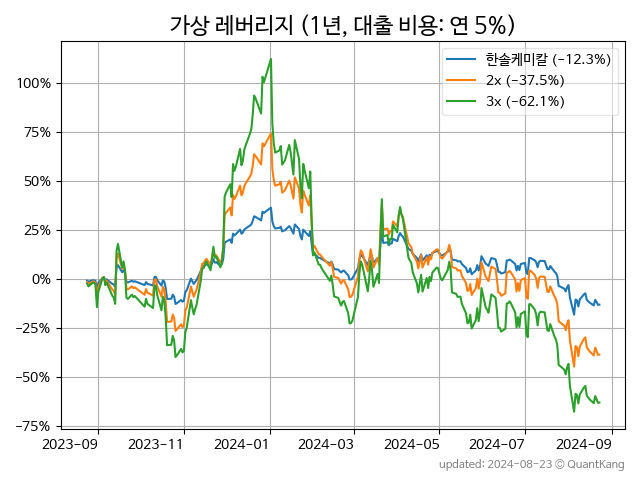 가상 레버리지 (1년, 대출 비용: 연 5%)
한솔케미칼 (−12.3%)
2x (−37.5%)
3x (−62.1%)
100%
75%
50%
25%
0%
−25%
−50%
−75%
2023-09 2023-11 2024-01 2024-03 2024-05 2024-07 2024-09
updated: 2024-08-23 © QuantKang